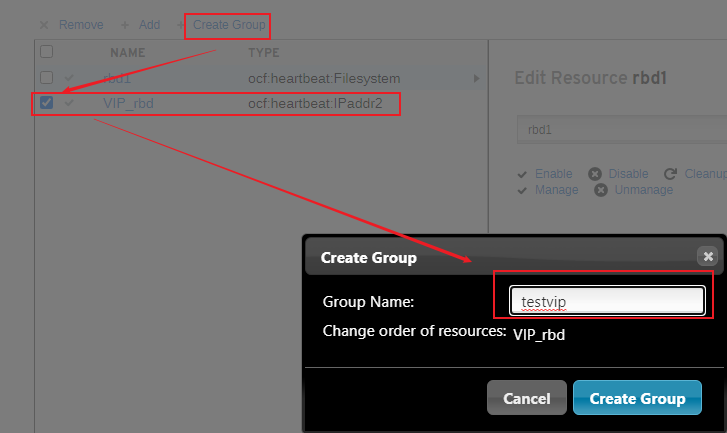 Remove Add Create Group
NAME TYPE
rbd1 ocf:heartbeat:Filesystem
VIP_rbd ocf:heartbeat:IPaddr2
Edit Resource rbd1
rbd1
Enable Disable Cleanup
Manage Unmanage
Create Group
Group Name: testvip
Change order of resources: VIP_rbd
Cancel Create Group